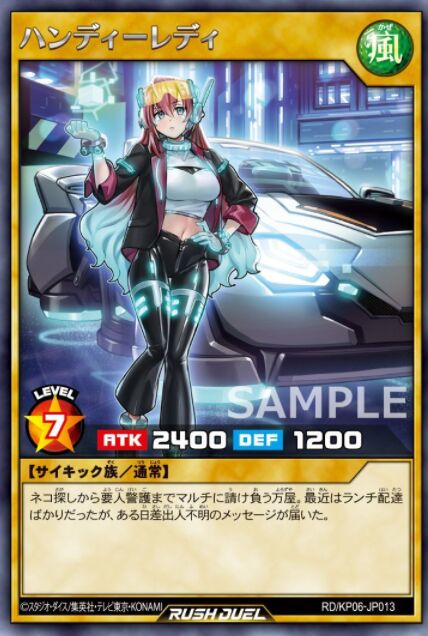 ハンディーレディ
かぜ
風
LEVEL
7
SAMPLE
ATK 2400 DEF 1200
【サイキック族／通常】
ネコ探しから要人警護までマルチに請け負う万屋。最近はランチ配達
ばかりだったが、ある日差出人不明のメッセージが届いた。
©スタジオ・ダイス/集英社・テレビ東京・KONAMI
RUSH DUEL
RD/KP06-JP013